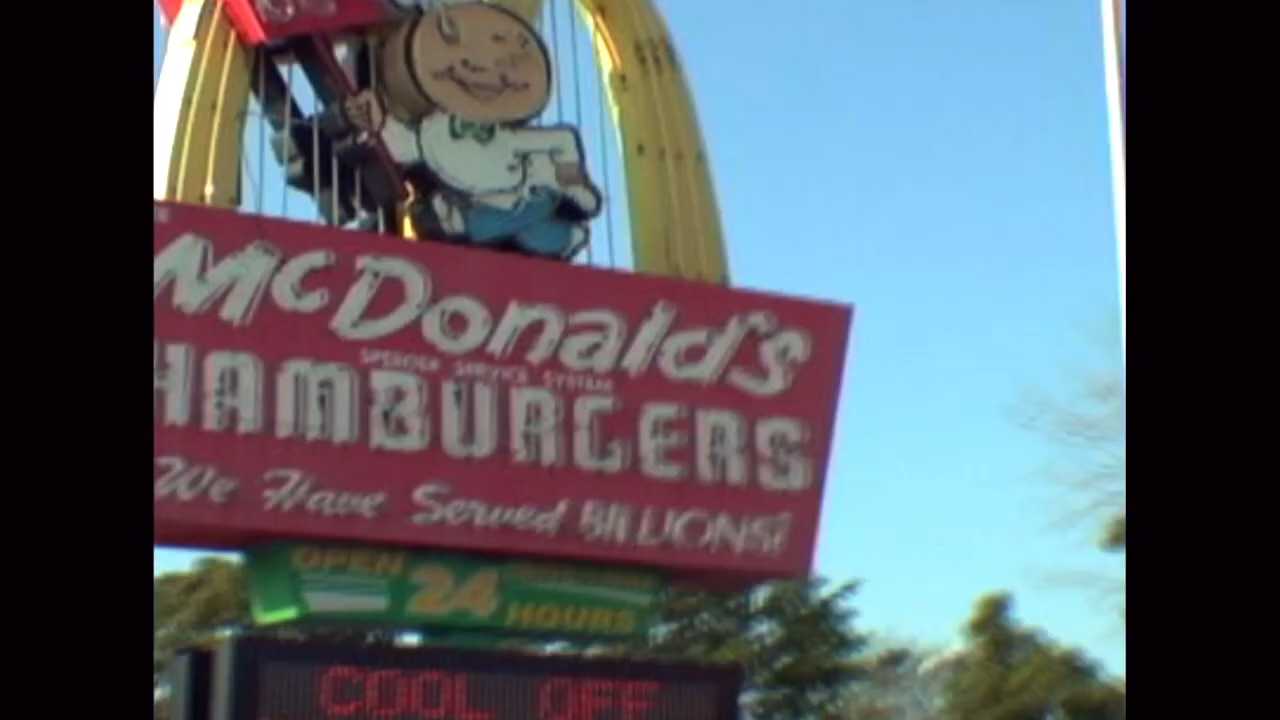 McDonald's
SPEEDEE SERVICE SYSTEM
HAMBURGERS
We Have Served BILLIONS!
OPEN 24 HOURS
COOL OFF